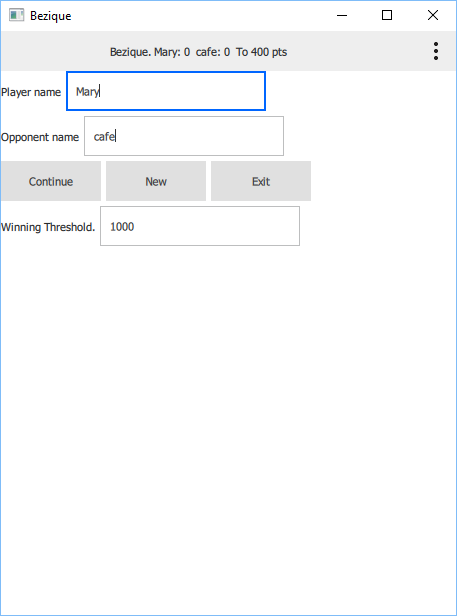 Bezique
Bezique. Mary: 0  cafe: 0  To 400 pts
Player name Mary
Opponent name cafe
Continue New Exit
Winning Threshold. 1000